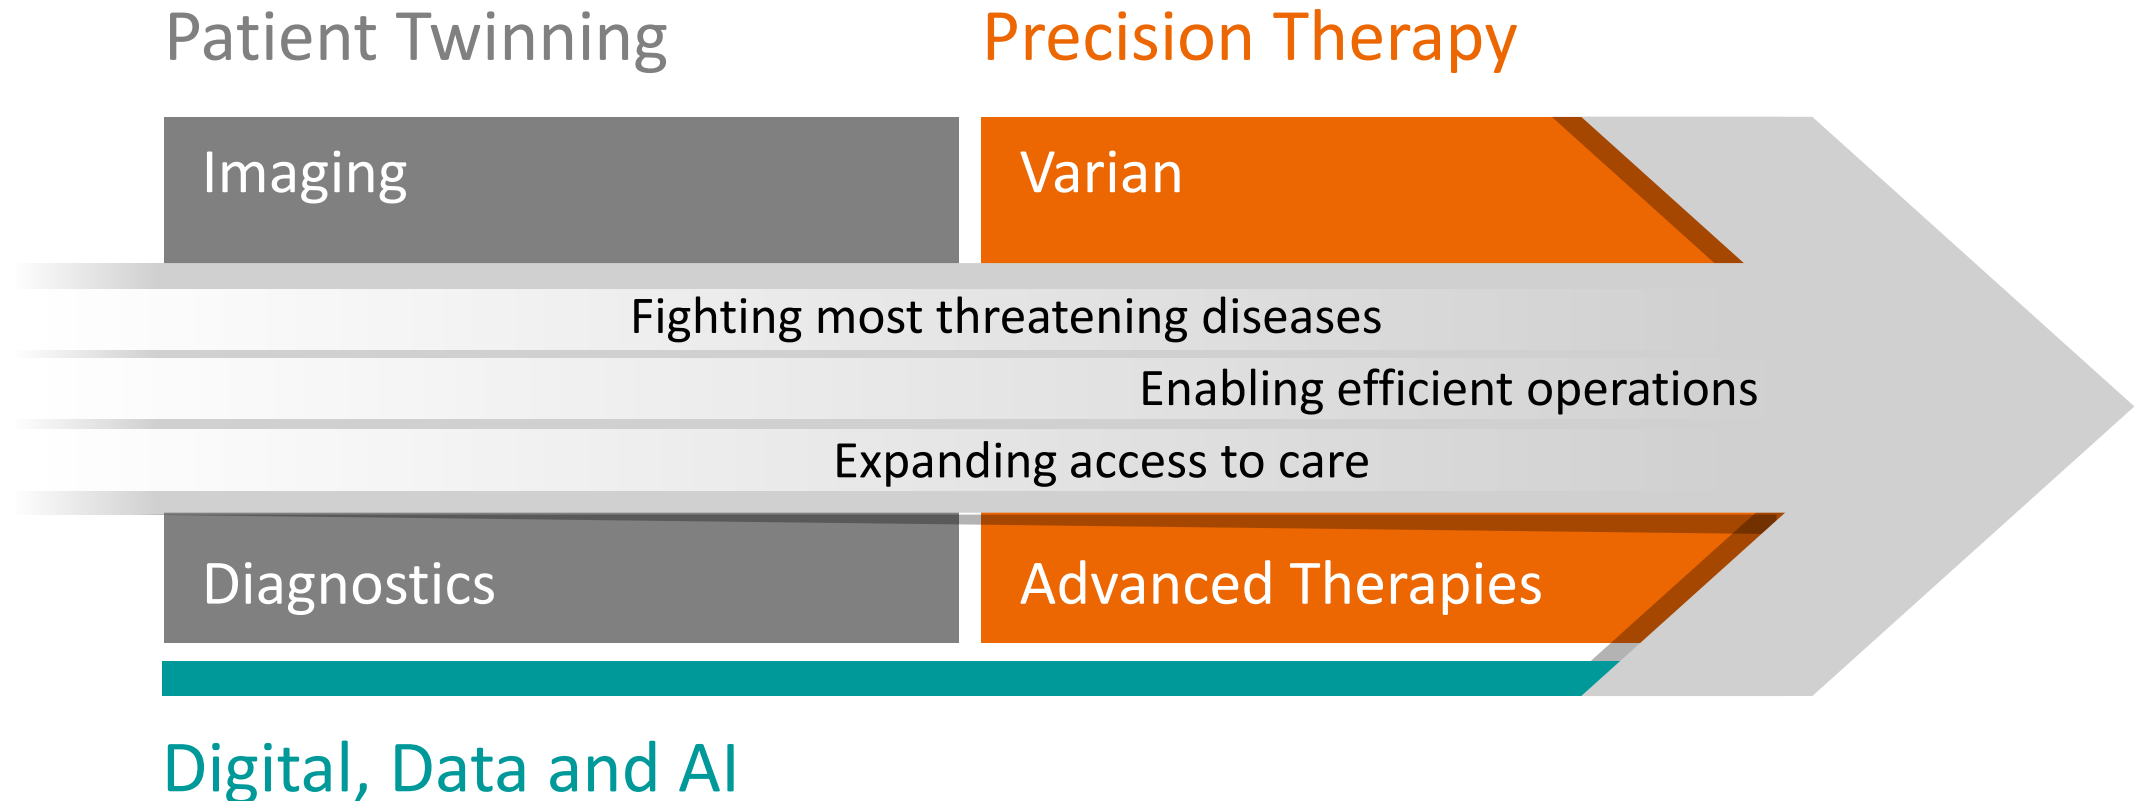 Patient Twinning
Precision Therapy
Imaging
Varian
Fighting most threatening diseases
Enabling efficient operations
Expanding access to care
Diagnostics
Advanced Therapies
Digital, Data and AI